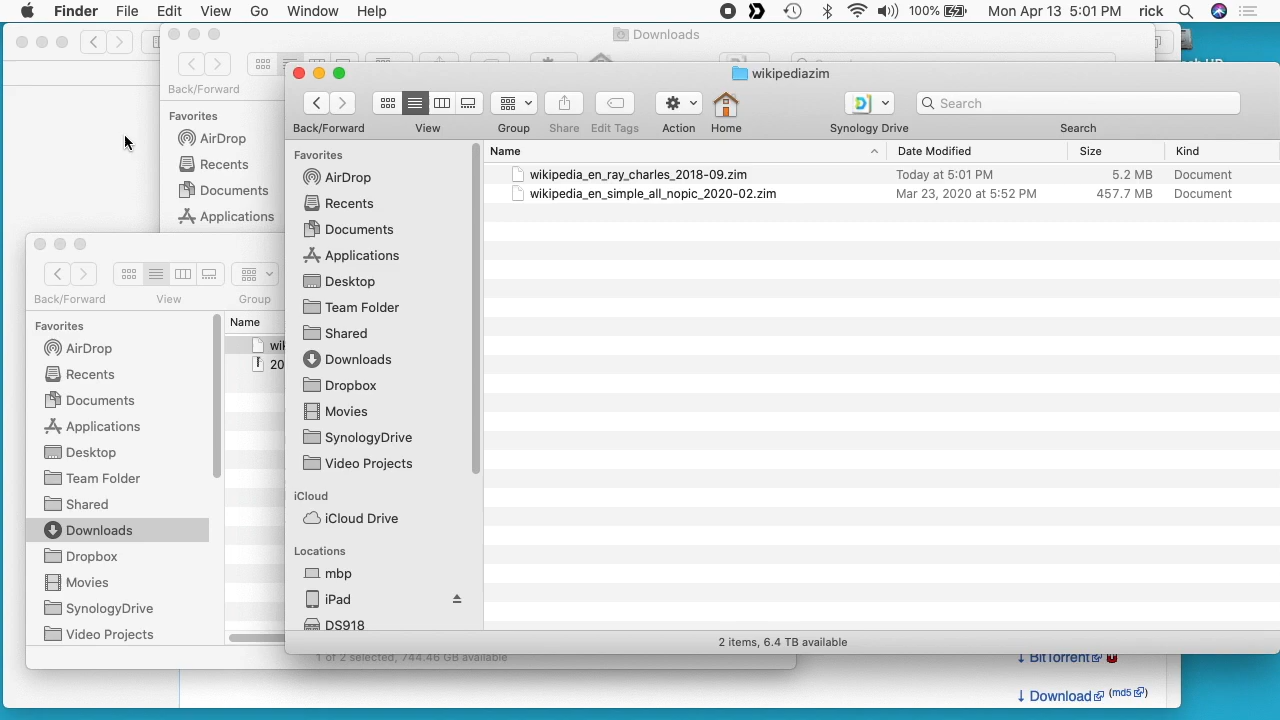 Finder File Edit View Go Window Help 100% Mon Apr 13 5:01 PM rick
Downloads
Back/Forward
Favorites
AirDrop
Recents
Documents
Applications
wikipediazim
Search
Back/Forward View Group Share Edit Tags Action Home Synology Drive Search
Favorites
AirDrop
Recents
Documents
Applications
Desktop
Team Folder
Shared
Downloads
Dropbox
Movies
SynologyDrive
Video Projects
iCloud
iCloud Drive
Locations
mbp
iPad
DS918
Name Date Modified Size Kind
wikipedia_en_ray_charles_2018-09.zim Today at 5:01 PM 5.2 MB Document
wikipedia_en_simple_all_nopic_2020-02.zim Mar 23, 2020 at 5:52 PM 457.7 MB Document
2 items, 6.4 TB available
Back/Forward View Group
Favorites
AirDrop
Recents
Documents
Applications
Desktop
Team Folder
Shared
Downloads
Dropbox
Movies
SynologyDrive
Video Projects
Name
wik
20
1 of 2 selected, 744.46 GB available
↓ BitTorrent
↓ Download (md5)